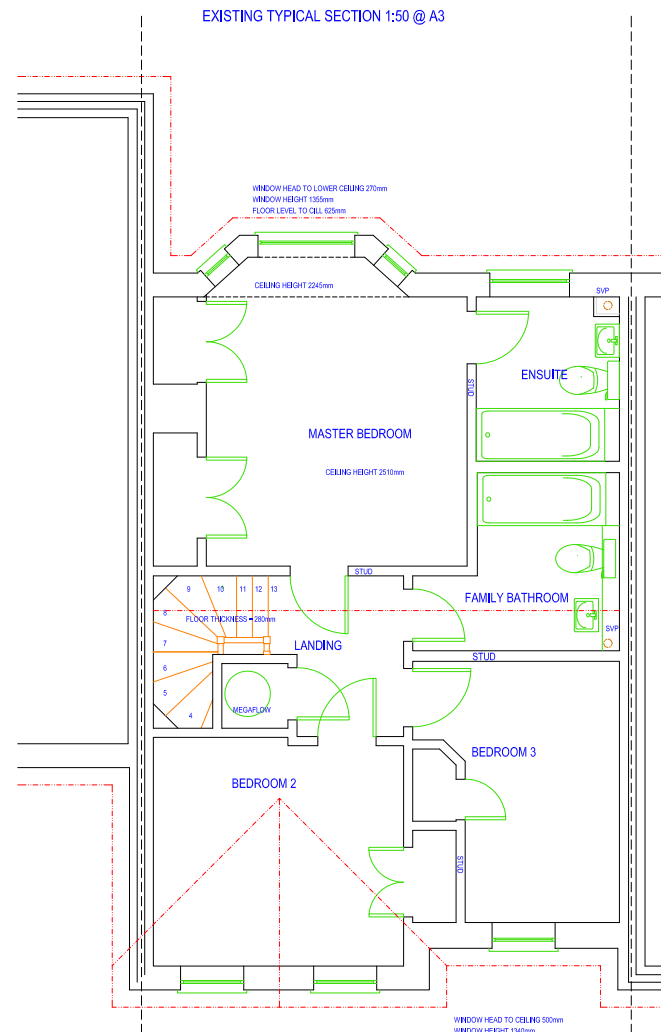 EXISTING TYPICAL SECTION 1:50 @ A3
WINDOW HEAD TO LOWER CEILING 270mm
WINDOW HEIGHT 1355mm
FLOOR LEVEL TO CILL 625mm
CEILING HEIGHT 2245mm
SVP
ENSUITE
STUD
MASTER BEDROOM
CEILING HEIGHT 2510mm
STUD
9
10
11
12
13
8
FLOOR THICKNESS = 280mm
7
6
5
4
FAMILY BATHROOM
SVP
LANDING
STUD
MEGAFLOW
BEDROOM 3
BEDROOM 2
STUD
WINDOW HEAD TO CEILING 500mm
WINDOW HEIGHT 1340mm